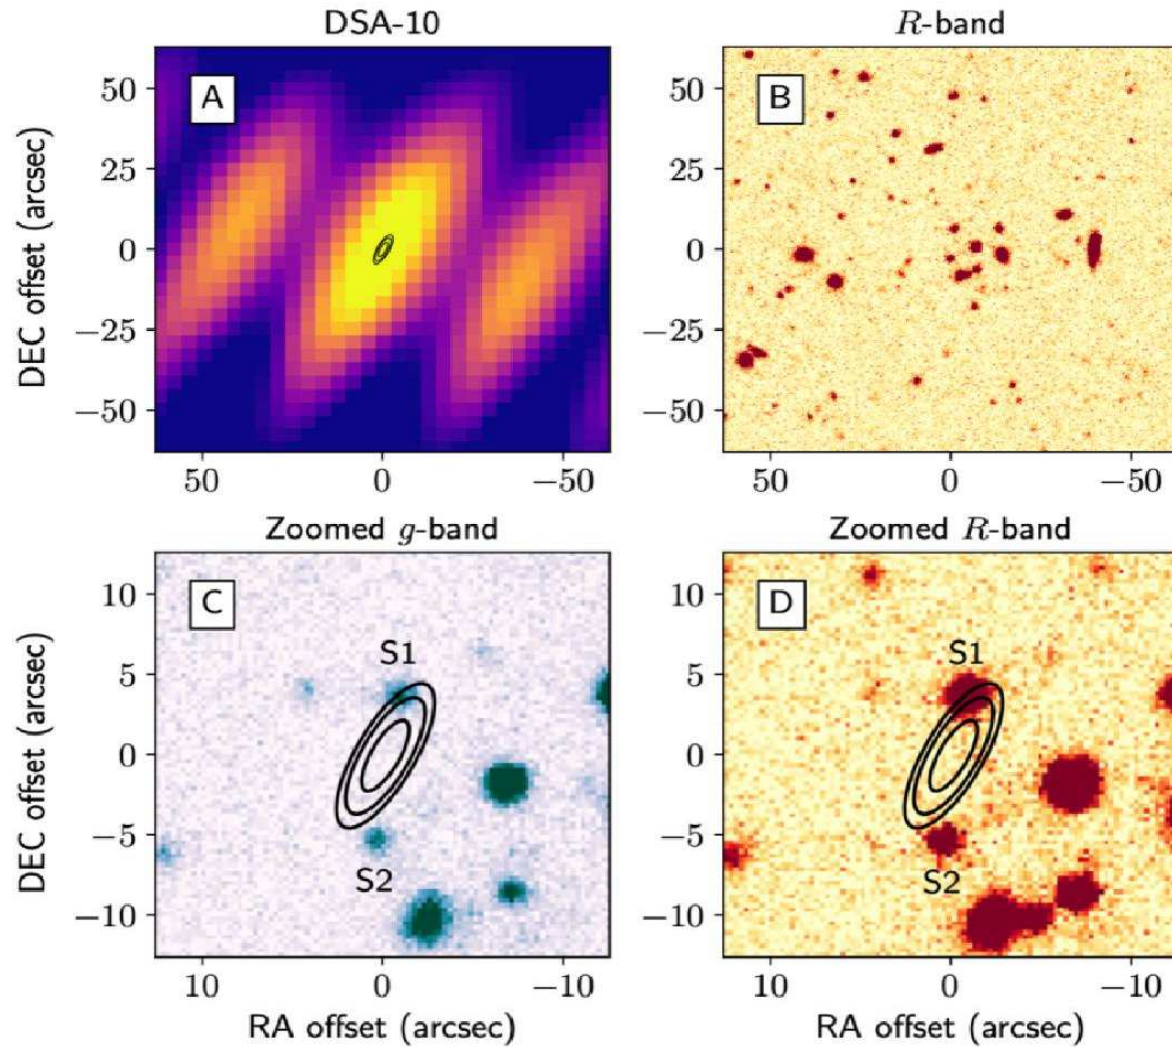 DSA-10
R-band
DEC offset (arcsec)
50
25
0
−25
−50
A
50
0
−50
50
25
0
−25
−50
B
50
0
−50
Zoomed g-band
Zoomed R-band
DEC offset (arcsec)
10
5
0
−5
−10
C
S1
S2
10
0
−10
RA offset (arcsec)
10
5
0
−5
−10
D
S1
S2
10
0
−10
RA offset (arcsec)